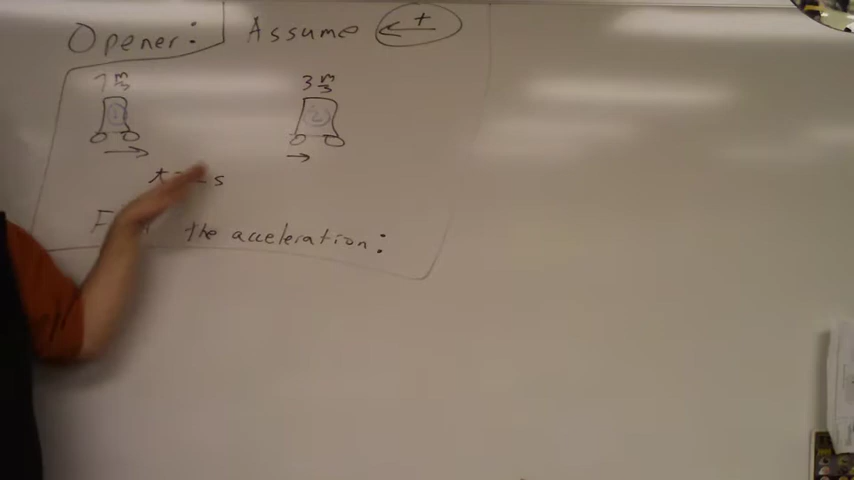 Opener: Assume ← +
7 m/s 3 m/s
1 2
t s
the acceleration: